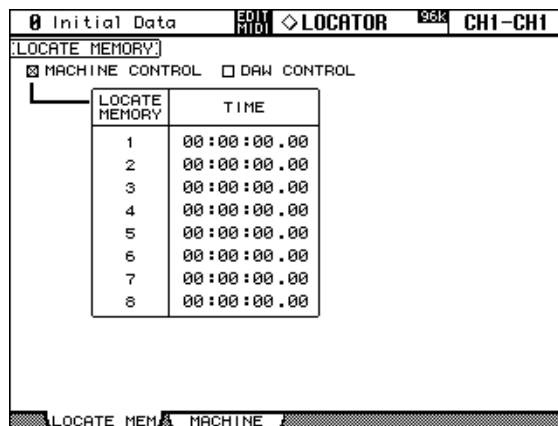 0 Initial Data EDIT MIDI ◇LOCATOR 96K CH1-CH1
LOCATE MEMORY
☒ MACHINE CONTROL ☐ DAW CONTROL
LOCATE MEMORY TIME
1 00:00:00.00
2 00:00:00.00
3 00:00:00.00
4 00:00:00.00
5 00:00:00.00
6 00:00:00.00
7 00:00:00.00
8 00:00:00.00
LOCATE MEM MACHINE